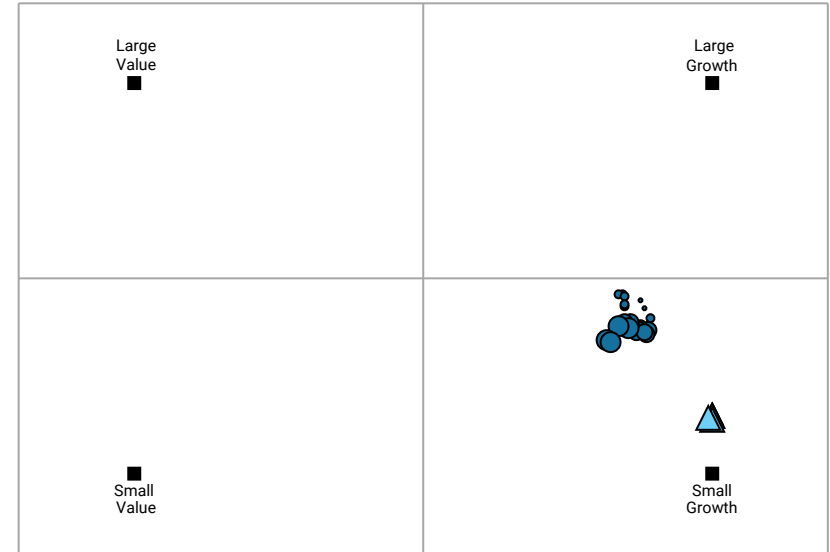 Large
Value
Large
Growth
Small
Value
Small
Growth